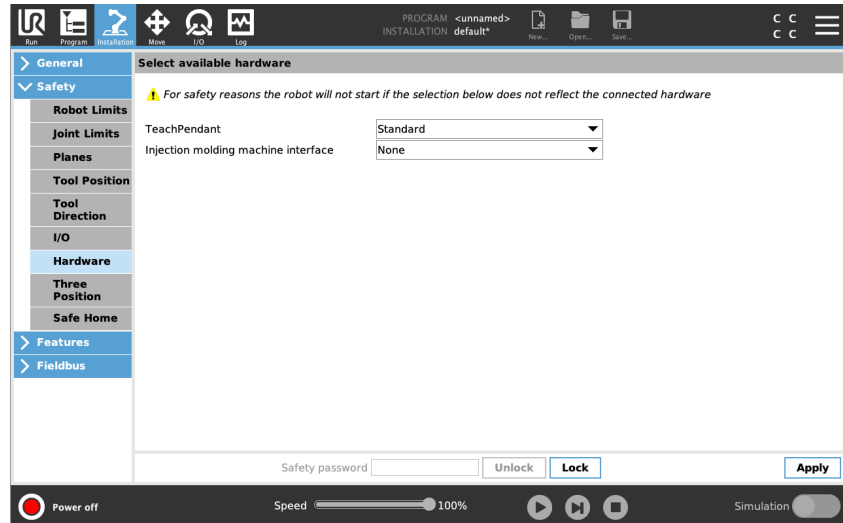 PROGRAM <unnamed>
INSTALLATION default*
C C
C C
Run Program Installation Move I/O Log New... Open... Save...
General
Safety
Robot Limits
Joint Limits
Planes
Tool Position
Tool
Direction
I/O
Hardware
Three
Position
Safe Home
Features
Fieldbus
Select available hardware
For safety reasons the robot will not start if the selection below does not reflect the connected hardware
TeachPendant Standard
Injection molding machine interface None
Safety password Unlock Lock Apply
Power off Speed 100% Simulation